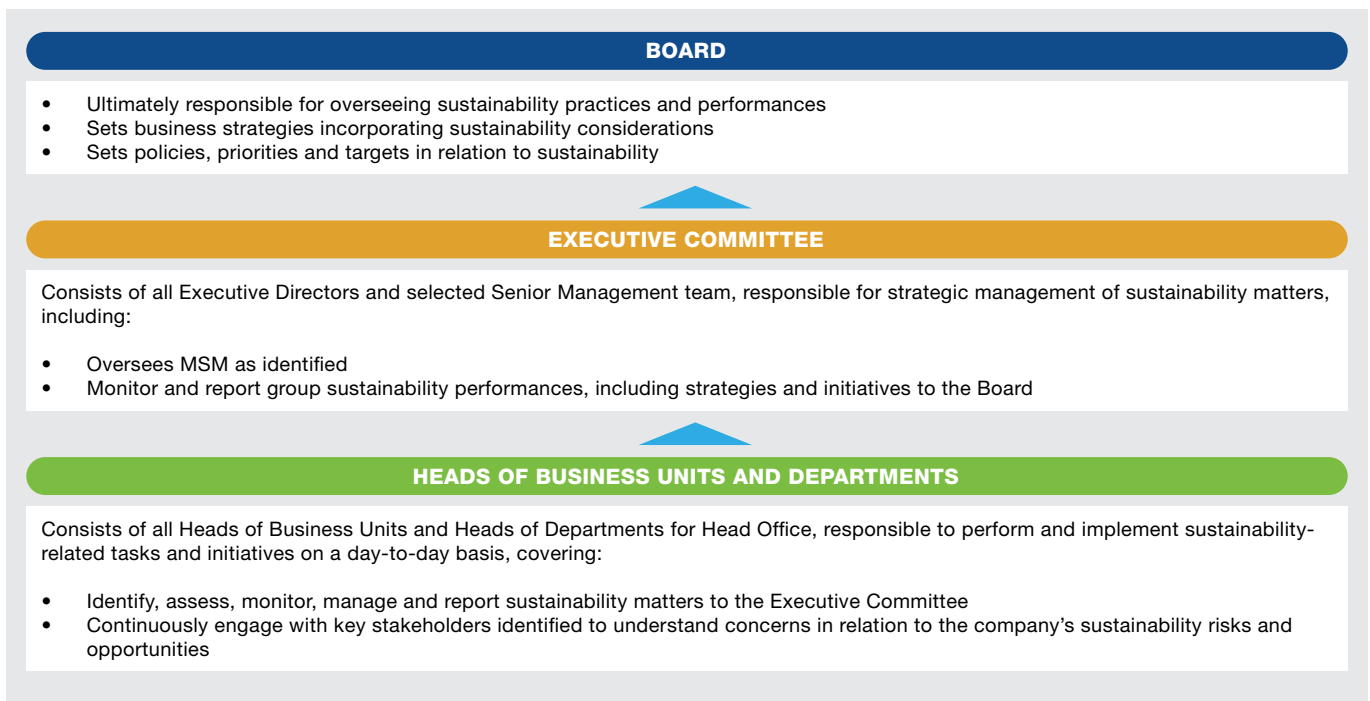 BOARD
• Ultimately responsible for overseeing sustainability practices and performances
• Sets business strategies incorporating sustainability considerations
• Sets policies, priorities and targets in relation to sustainability
EXECUTIVE COMMITTEE
Consists of all Executive Directors and selected Senior Management team, responsible for strategic management of sustainability matters,
including:
• Oversees MSM as identified
• Monitor and report group sustainability performances, including strategies and initiatives to the Board
HEADS OF BUSINESS UNITS AND DEPARTMENTS
Consists of all Heads of Business Units and Heads of Departments for Head Office, responsible to perform and implement sustainability-
related tasks and initiatives on a day-to-day basis, covering:
• Identify, assess, monitor, manage and report sustainability matters to the Executive Committee
• Continuously engage with key stakeholders identified to understand concerns in relation to the company’s sustainability risks and
opportunities